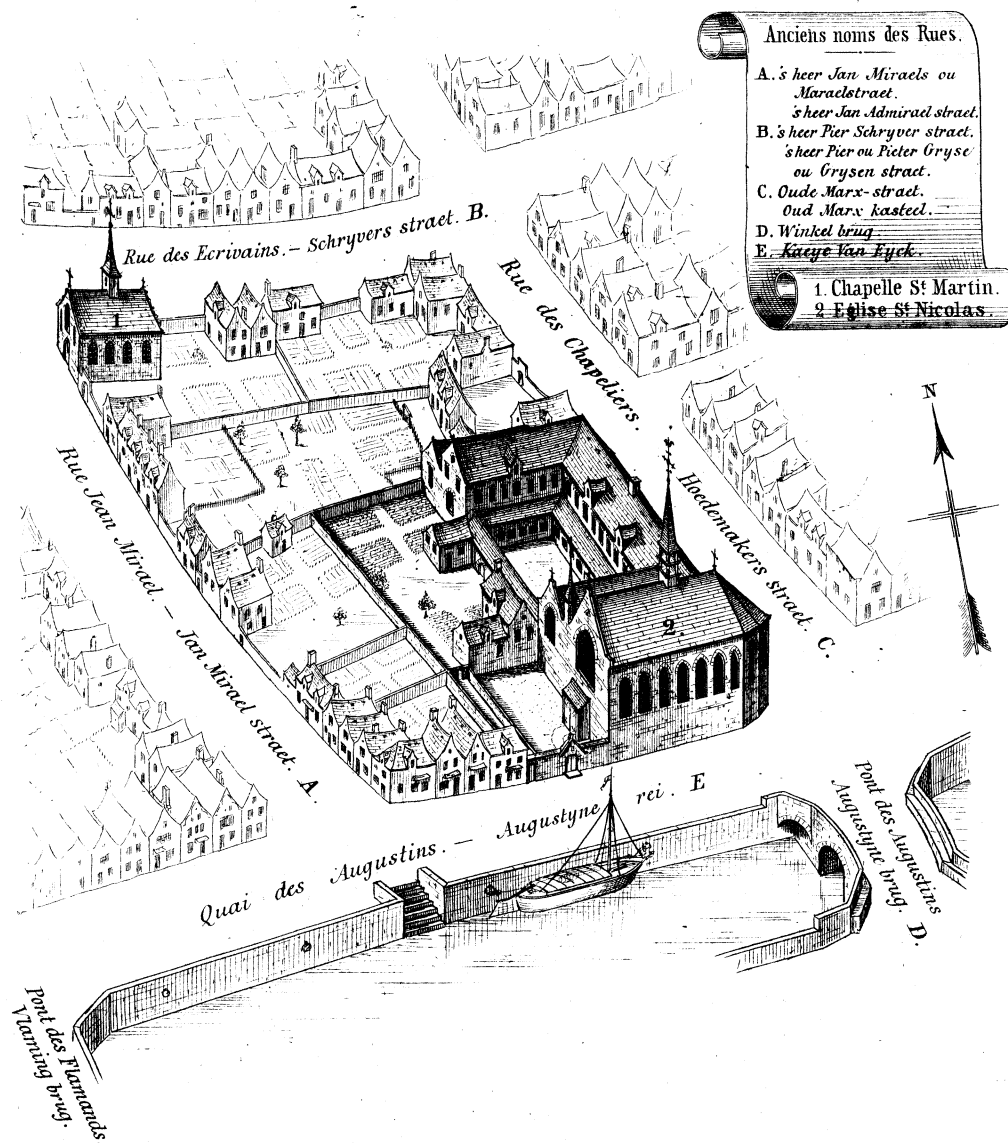 Anciens noms des Rues.
A. 's heer Jan Miraels ou
Maraelstraet.
's heer Jan Admirael straet.
B. 's heer Pier Schryver straet.
's heer Pier ou Pieter Gryse
ou Grysen straet.
C. Oude Marx-straet.
Oud Marx kasteel.
D. Winkel brug
E. Kaeye Van Eyck.
1. Chapelle St Martin.
2 Eglise St Nicolas.
Rue des Ecrivains. — Schryvers straet. B.
Rue des Chapeliers.
Hoedemakers straet. C.
1
2.
N
Rue Jean Mirael. — Jan Mirael straet. A.
Quai des Augustins. — Augustyne rei. E
Pont des Augustins
Augustyne brug. D.
Pont des Flamands
Vlaming brug.